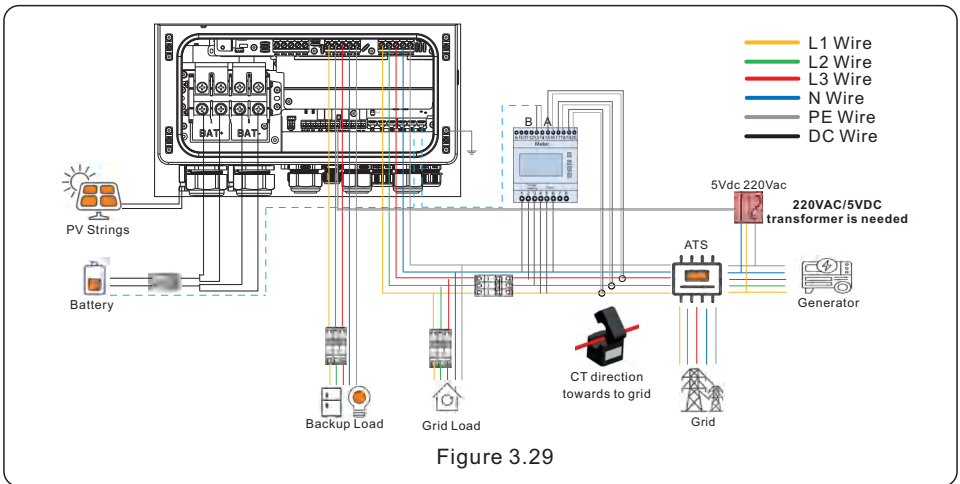 L1 Wire
L2 Wire
L3 Wire
N Wire
PE Wire
DC Wire
BAT+
BAT-
B A
Meter
5Vdc 220Vac
220VAC/5VDC
transformer is needed
PV Strings
ATS
Battery
Generator
CT direction
towards to grid
Backup Load
Grid Load
Grid
Figure 3.29